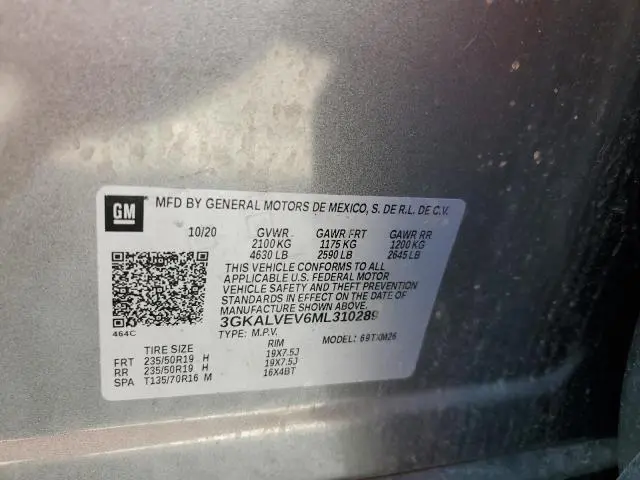 GM
MFD BY GENERAL MOTORS DE MEXICO, S. DE R.L. DE C.V.
10/20 GVWR GAWR FRT GAWR RR
2100 KG 1175 KG 1200 KG
4630 LB 2590 LB 2645 LB
THIS VEHICLE CONFORMS TO ALL
APPLICABLE U.S. FEDERAL MOTOR
VEHICLE SAFETY AND THEFT PREVENTION
STANDARDS IN EFFECT ON THE DATE OF
MANUFACTURE SHOWN ABOVE.
3GKALVEV6ML310289
464C
TYPE: M.P.V. MODEL: 69TXM26
TIRE SIZE RIM
FRT 235/50R19 H 19X7.5J
RR 235/50R19 H 19X7.5J
SPA T135/70R16 M 16X4BT